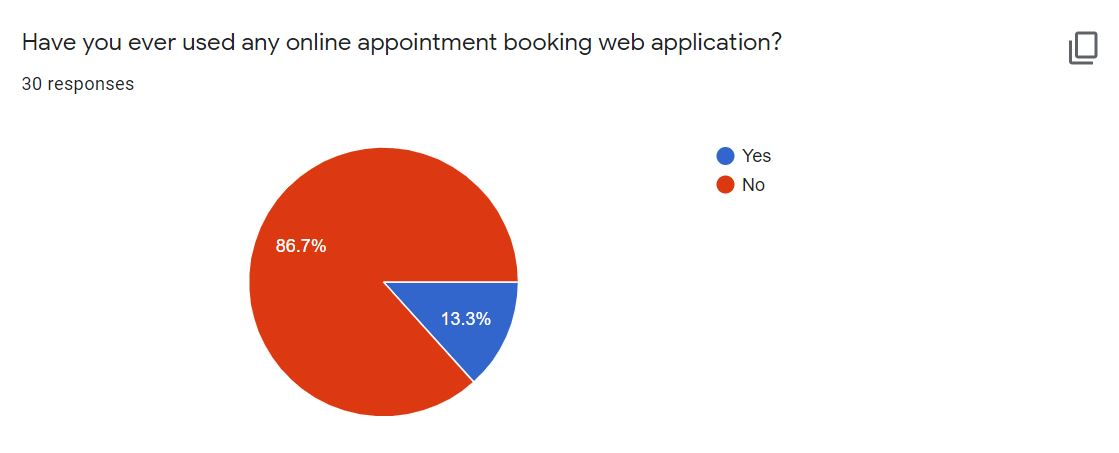 Have you ever used any online appointment booking web application?
30 responses
Yes
No
86.7%
13.3%